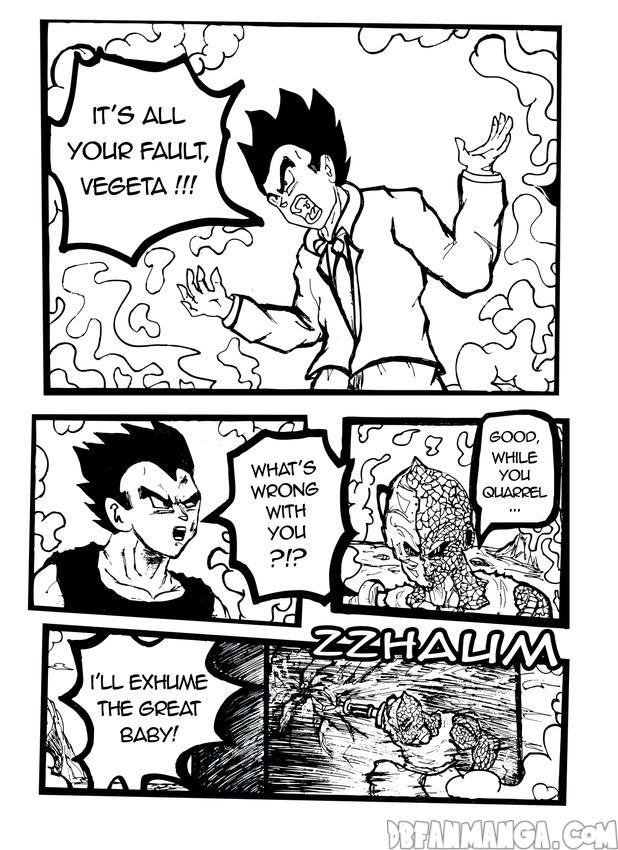 IT'S ALL
YOUR FAULT,
VEGETA !!!
WHAT'S
WRONG
WITH
YOU
?!?
GOOD,
WHILE
YOU
QUARREL
...
ZZHAUM
I'LL EXHUME
THE GREAT
BABY!
DBFANMANGA.COM